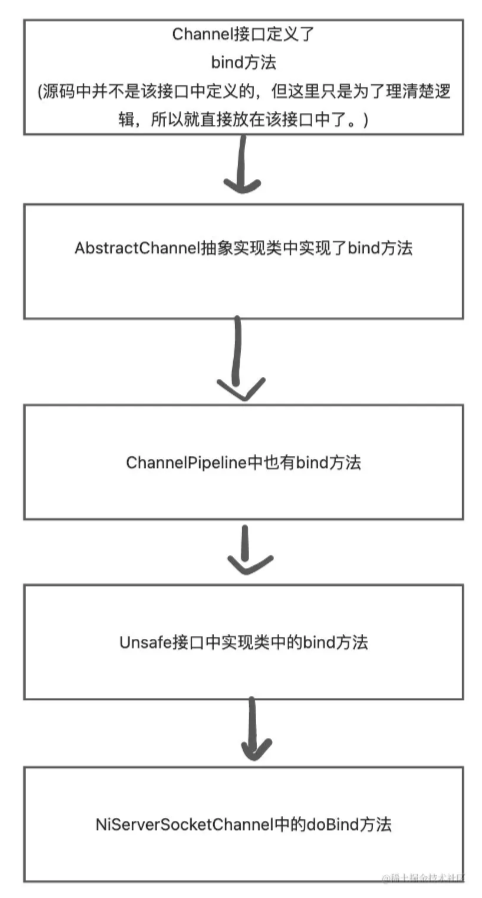 Channel接口定义了
bind方法
(源码中并不是该接口中定义的，但这里只是为了理清楚逻
辑，所以就直接放在该接口中了。)
AbstractChannel抽象实现类中实现了bind方法
ChannelPipeline中也有bind方法
Unsafe接口中实现类中的bind方法
NiServerSocketChannel中的doBind方法
@稀土掘金技术社区